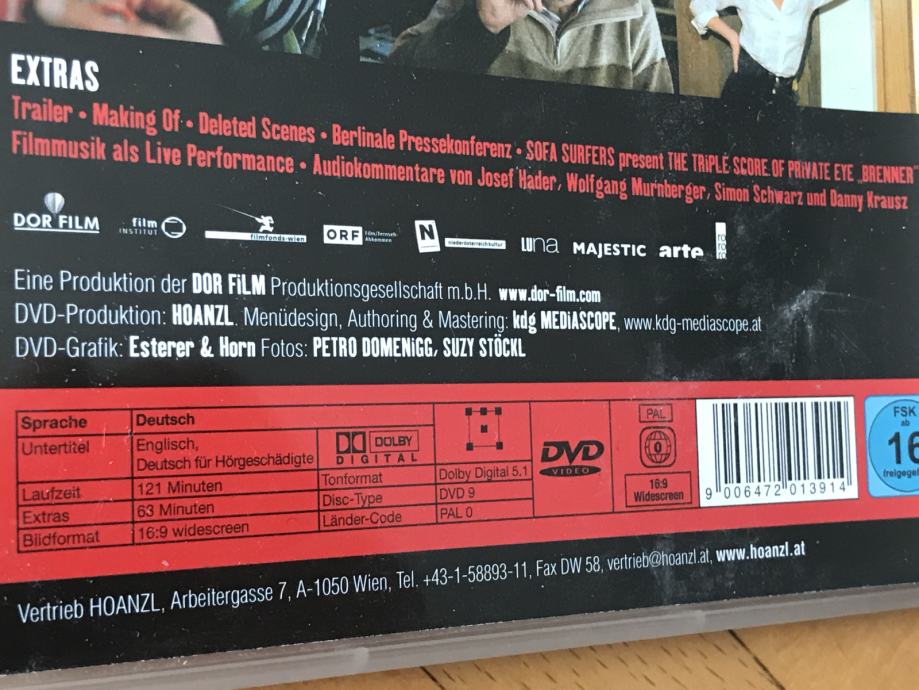 EXTRAS
Trailer • Making Of • Deleted Scenes • Berlinale Pressekonferenz • SOFA SURFERS present THE TRiPLE SCORE OF PRiVATE EYE „BRENNER"
Filmmusik als Live Performance • Audiokommentare von Josef Hader, Wolfgang Murnberger, Simon Schwarz und Danny Krausz
DOR FILM film INSTITUT filmfonds-wien ORF Film/Fernseh-Abkommen N niederösterreichkultur LUna MAJESTIC arte ro ro ro
Eine Produktion der DOR FiLM Produktionsgesellschaft m.b.H. www.dor-film.com
DVD-Produktion: HOANZL. Menüdesign, Authoring & Mastering: kdg MEDiASCOPE, www.kdg-mediascope.at
DVD-Grafik: Esterer & Horn Fotos: PETRO DOMENiGG, SUZY STÖCKL
Sprache Deutsch
Untertitel Englisch,
Deutsch für Hörgeschädigte
Laufzeit 121 Minuten
Extras 63 Minuten
Bildformat 16:9 widescreen
DOLBY
DIGITAL
Tonformat Dolby Digital 5.1
Disc-Type DVD 9
Länder-Code PAL 0
DVD
VIDEO
PAL
0
16:9
Widescreen
9 006472 013914
FSK
ab
16
freigegeb
Vertrieb HOANZL, Arbeitergasse 7, A-1050 Wien, Tel. +43-1-58893-11, Fax DW 58, vertrieb@hoanzl.at, www.hoanzl.at